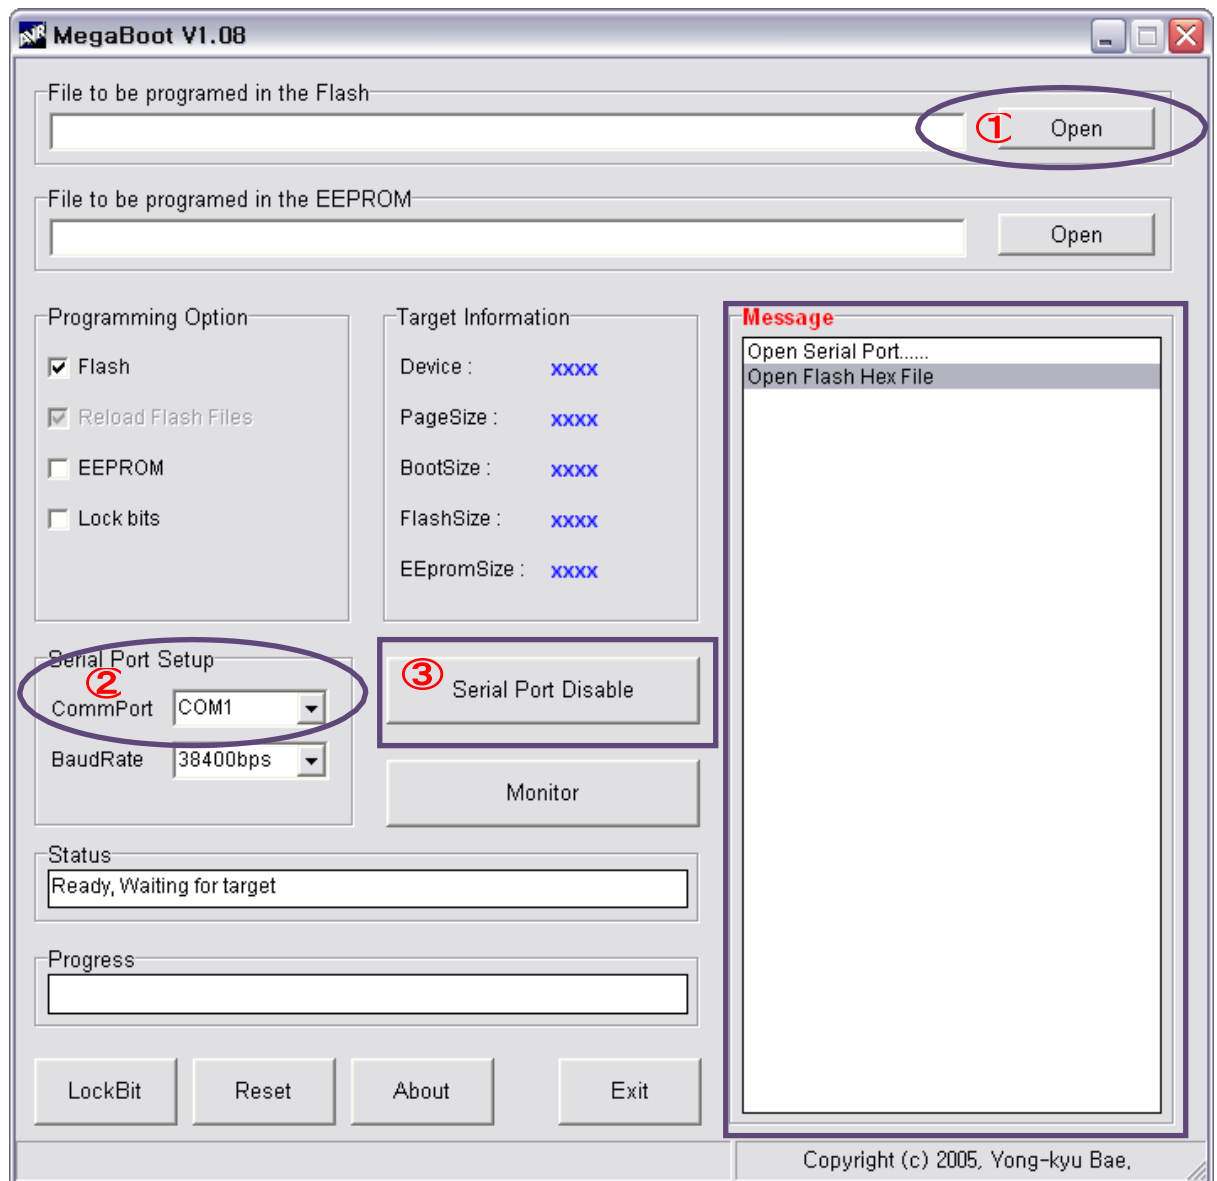 MegaBoot V1.08
File to be programed in the Flash
① Open
File to be programed in the EEPROM
Open
Programming Option
Flash
Reload Flash Files
EEPROM
Lock bits
Target Information
Device : xxxx
PageSize : xxxx
BootSize : xxxx
FlashSize : xxxx
EEpromSize : xxxx
Message
Open Serial Port......
Open Flash Hex File
Serial Port Setup
②
CommPort COM1
BaudRate 38400bps
③ Serial Port Disable
Monitor
Status
Ready, Waiting for target
Progress
LockBit Reset About Exit
Copyright (c) 2005, Yong-kyu Bae,